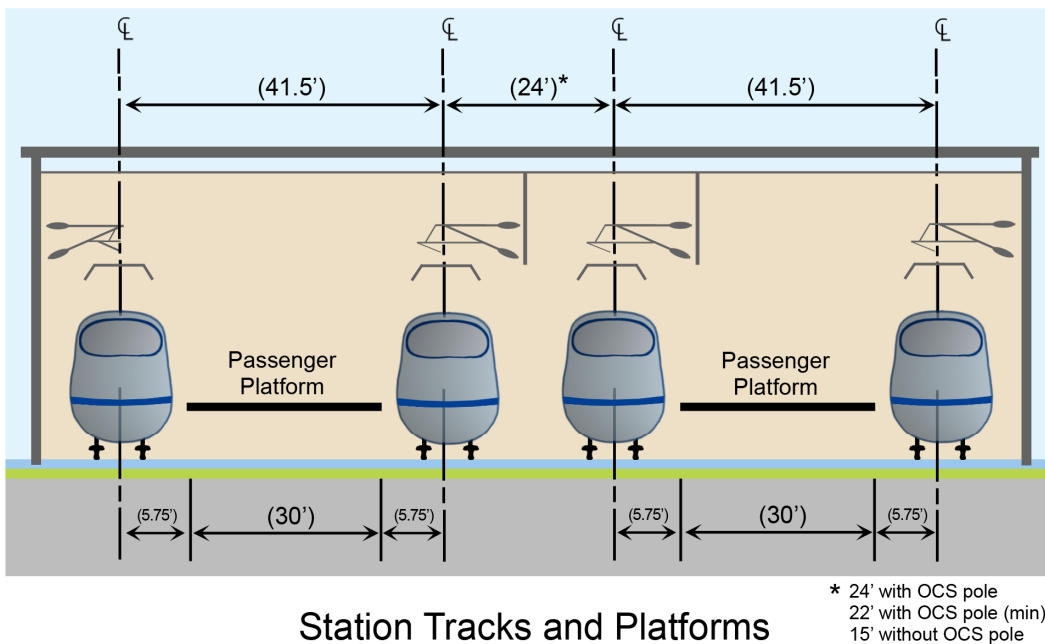 ℄ ℄ ℄ ℄
(41.5’) (24’)* (41.5’)
Passenger
Platform
Passenger
Platform
(5.75’) (30’) (5.75’) (5.75’) (30’) (5.75’)
* 24’ with OCS pole
22’ with OCS pole (min)
15’ without OCS pole
Station Tracks and Platforms